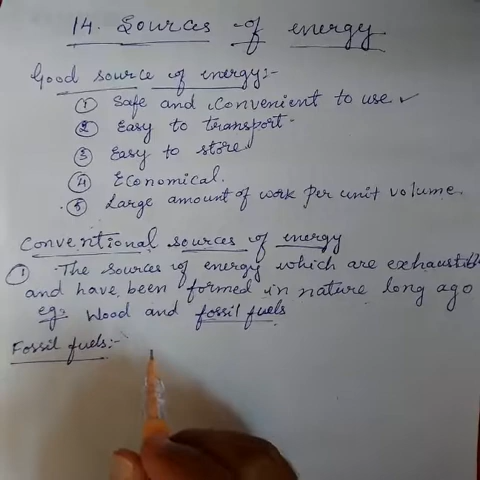 14. Sources of energy
Good source of energy:-
① Safe and Convenient to use ✓
② Easy to transport.
③ Easy to store.
④ Economical.
⑤ Large amount of work per unit volume.
Conventional sources of energy
① The sources of energy which are exhaustible
and have been formed in nature long ago
eg:- Wood and fossil fuels
Fossil fuels:-